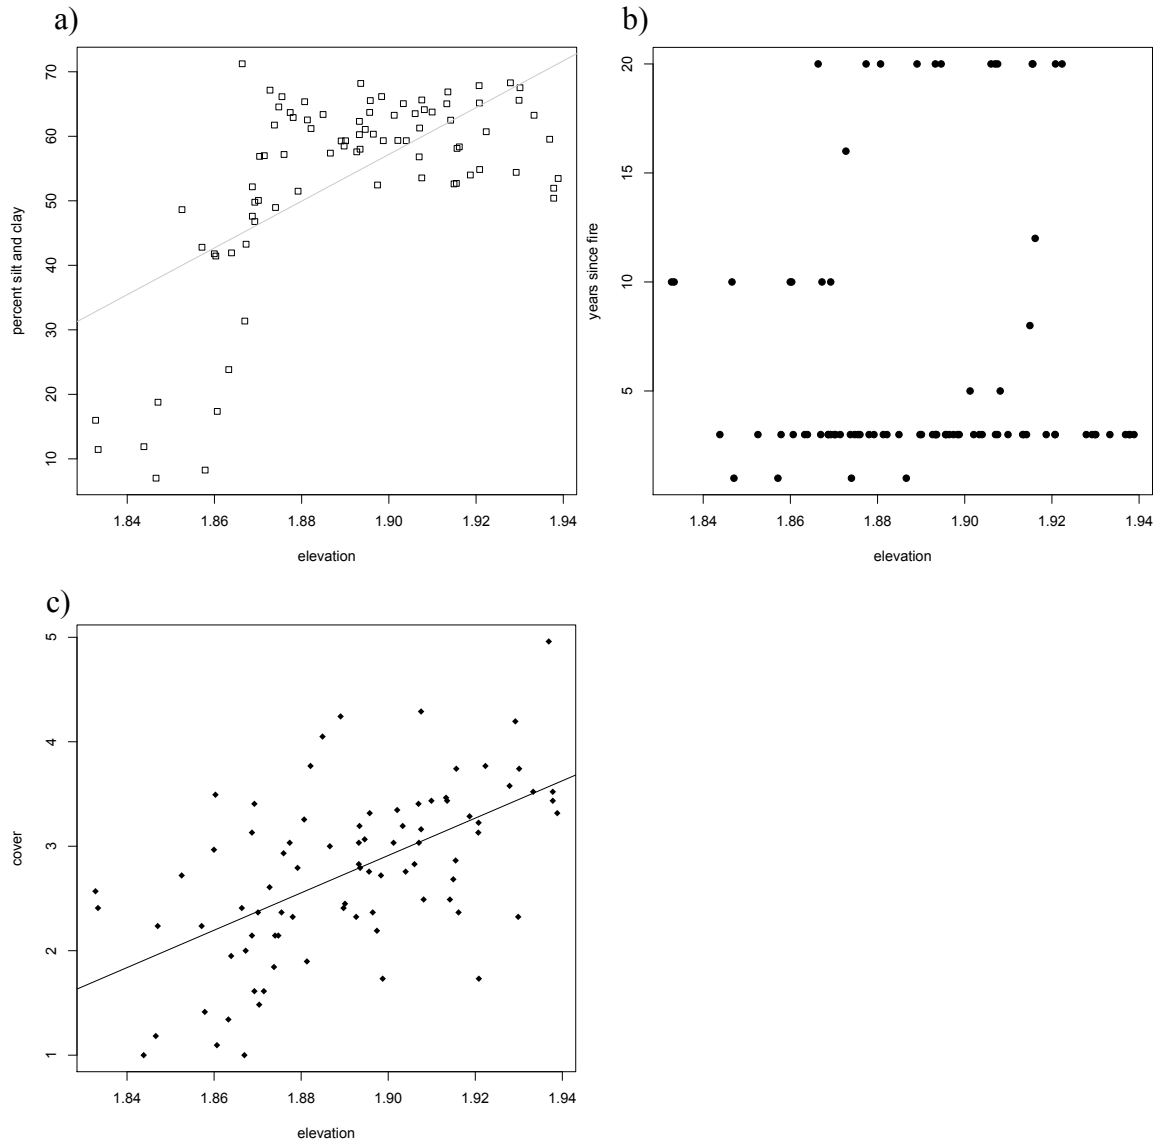 a)
70
60
50
40
30
20
10
percent silt and clay
1.84 1.86 1.88 1.90 1.92 1.94
elevation
b)
20
15
10
5
years since fire
1.84 1.86 1.88 1.90 1.92 1.94
elevation
c)
5
4
3
2
1
cover
1.84 1.86 1.88 1.90 1.92 1.94
elevation